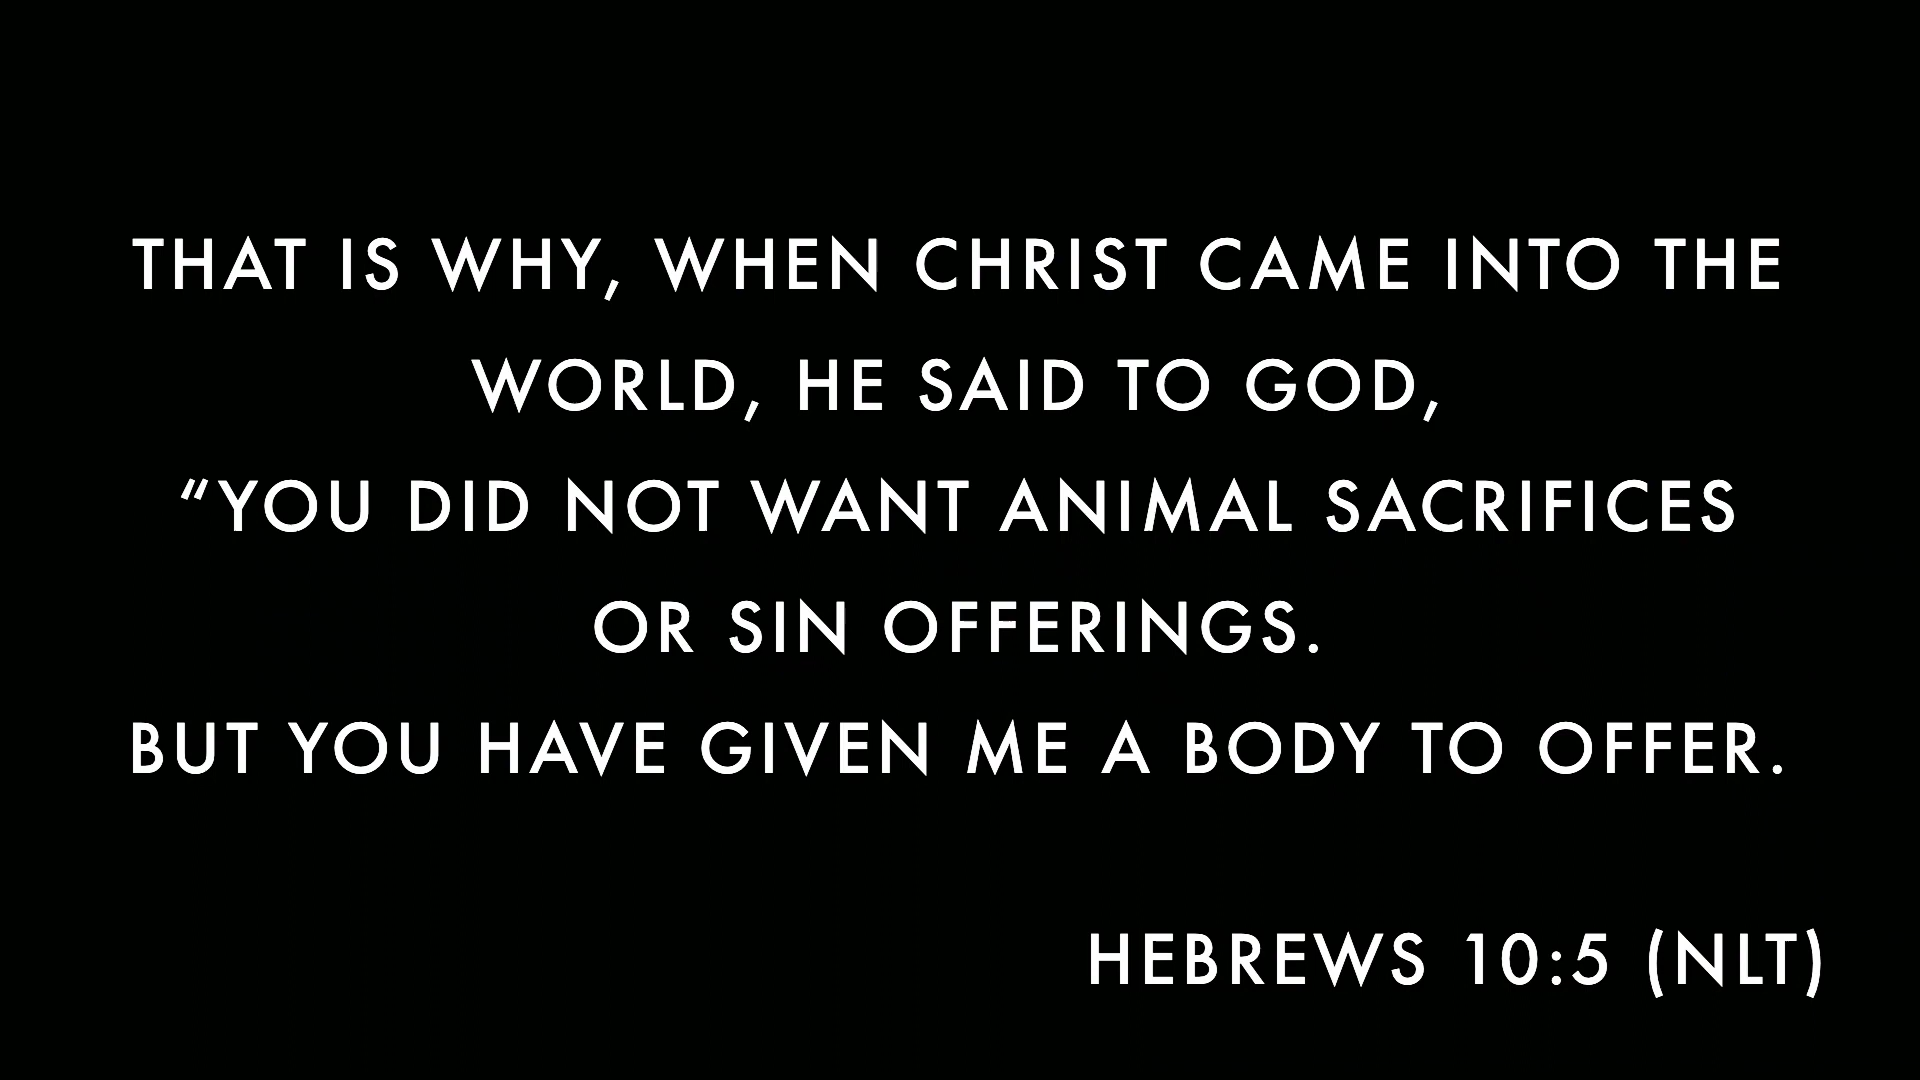 THAT IS WHY, WHEN CHRIST CAME INTO THE
WORLD, HE SAID TO GOD,
“YOU DID NOT WANT ANIMAL SACRIFICES
OR SIN OFFERINGS.
BUT YOU HAVE GIVEN ME A BODY TO OFFER.
HEBREWS 10:5 (NLT)